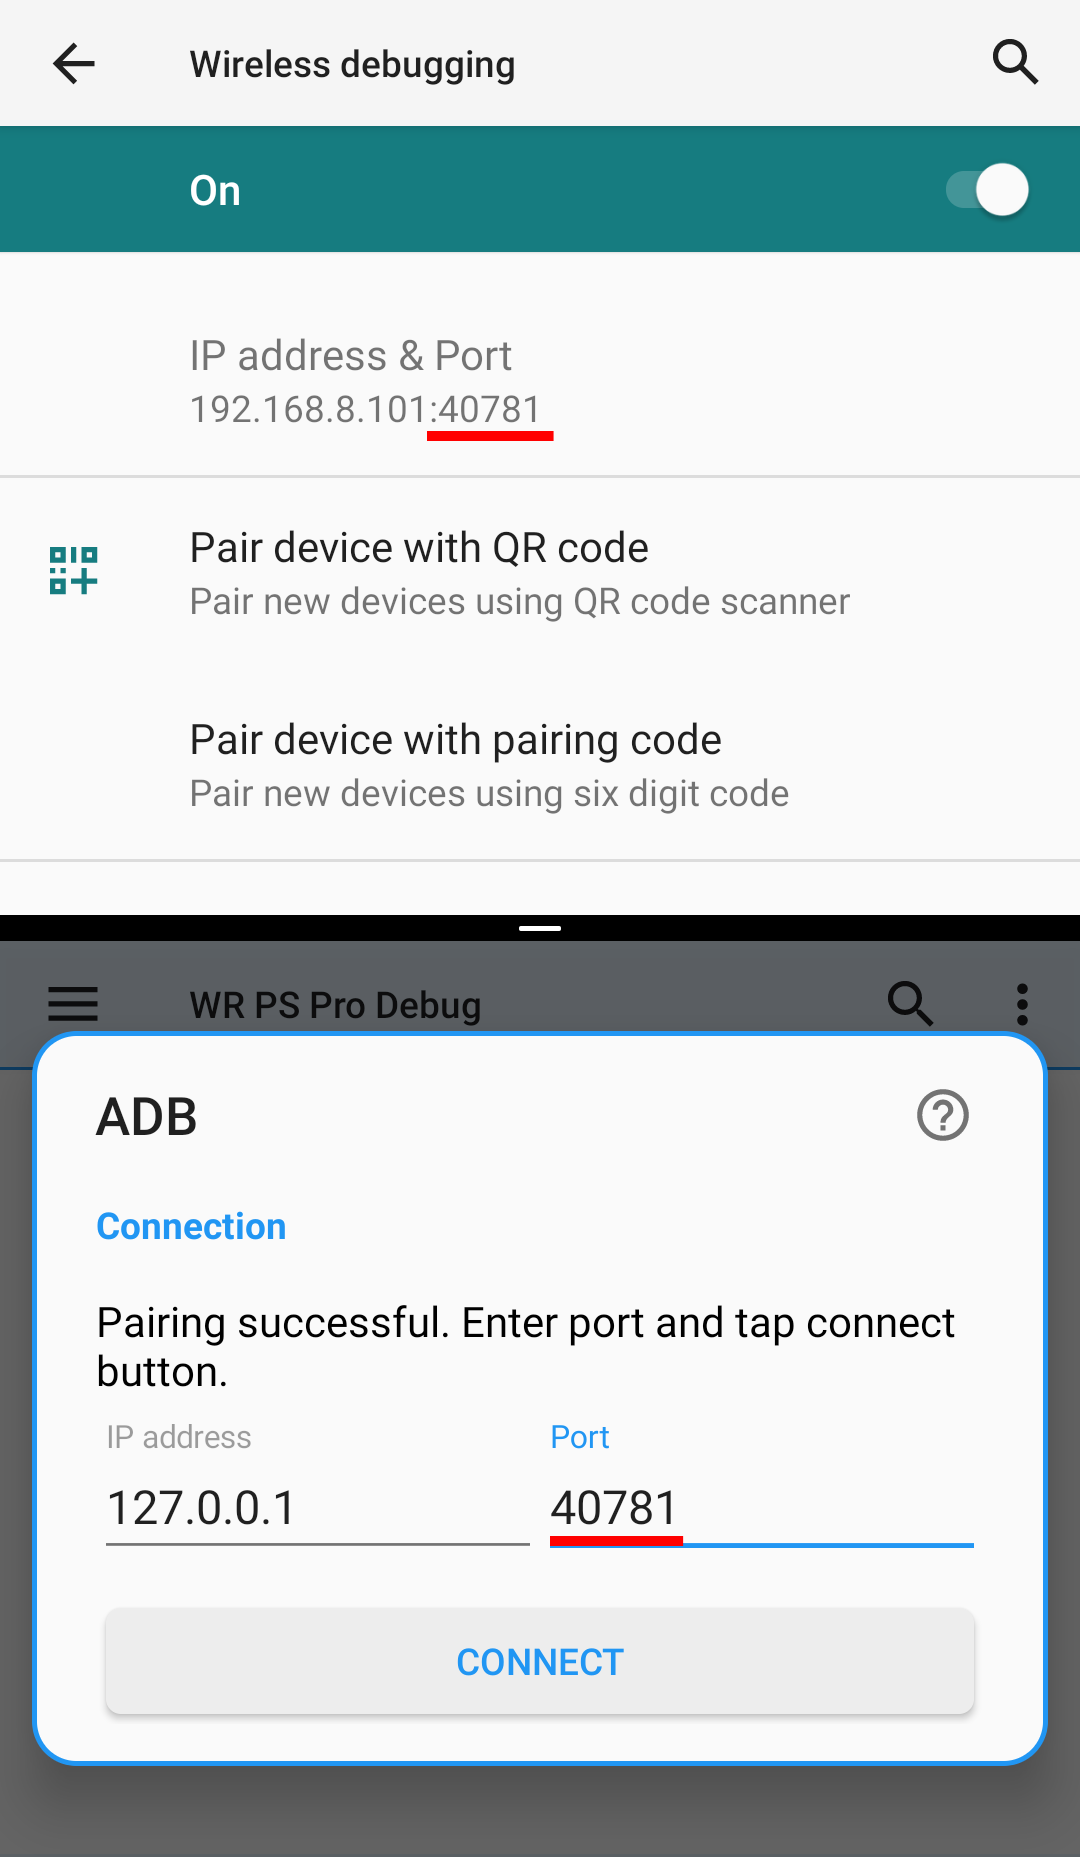 Wireless debugging
On
IP address & Port
192.168.8.101:40781
Pair device with QR code
Pair new devices using QR code scanner
Pair device with pairing code
Pair new devices using six digit code
WR PS Pro Debug
ADB
Connection
Pairing successful. Enter port and tap connect
button.
IP address
Port
127.0.0.1
40781
CONNECT